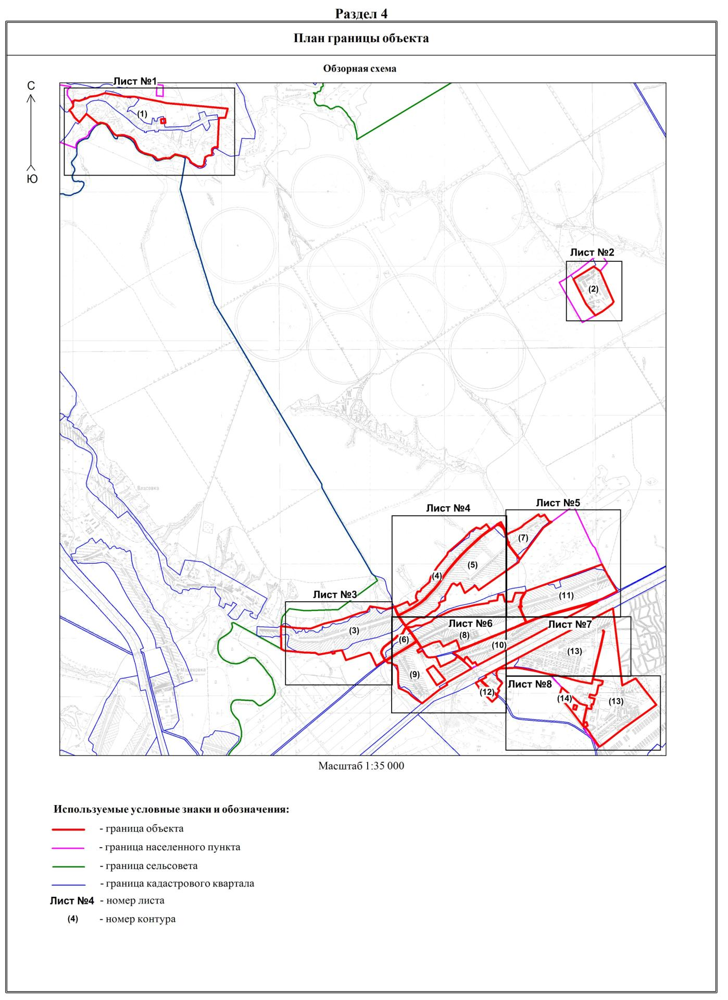 Раздел 4
План границы объекта
Обзорная схема
С
Ю
Лист №1
(1)
Лист №2
(2)
Власовка
Лист №4
Лист №5
(7)
(5)
(4)
Лист №3
(11)
(3)
Лист №6
Лист №7
(6)
(8)
(10)
(13)
(9)
Лист №8
(12)
(14)
(13)
Масштаб 1:35 000
Используемые условные знаки и обозначения:
- граница объекта
- граница населенного пункта
- граница сельсовета
- граница кадастрового квартала
Лист №4 - номер листа
(4) - номер контура